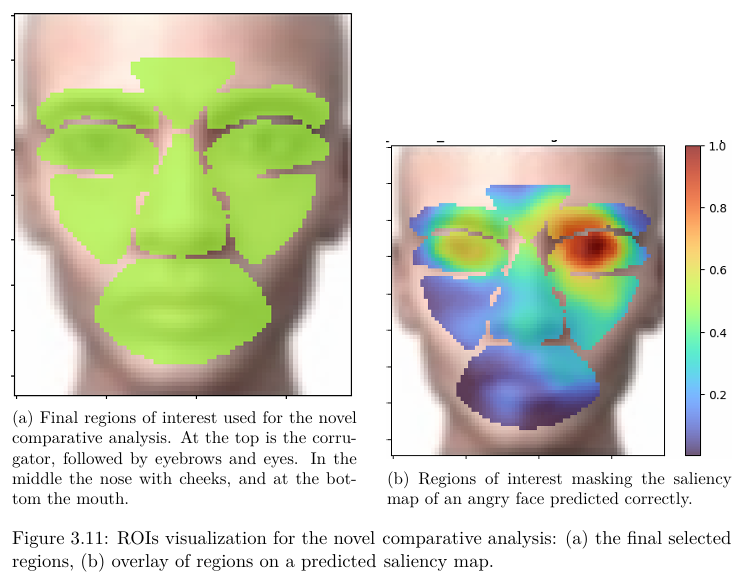 1.0
0.8
0.6
0.4
0.2
(a) Final regions of interest used for the novel
comparative analysis. At the top is the corru-
gator, followed by eyebrows and eyes. In the
middle the nose with cheeks, and at the bot-
tom the mouth.
(b) Regions of interest masking the saliency
map of an angry face predicted correctly.
Figure 3.11: ROIs visualization for the novel comparative analysis: (a) the final selected
regions, (b) overlay of regions on a predicted saliency map.